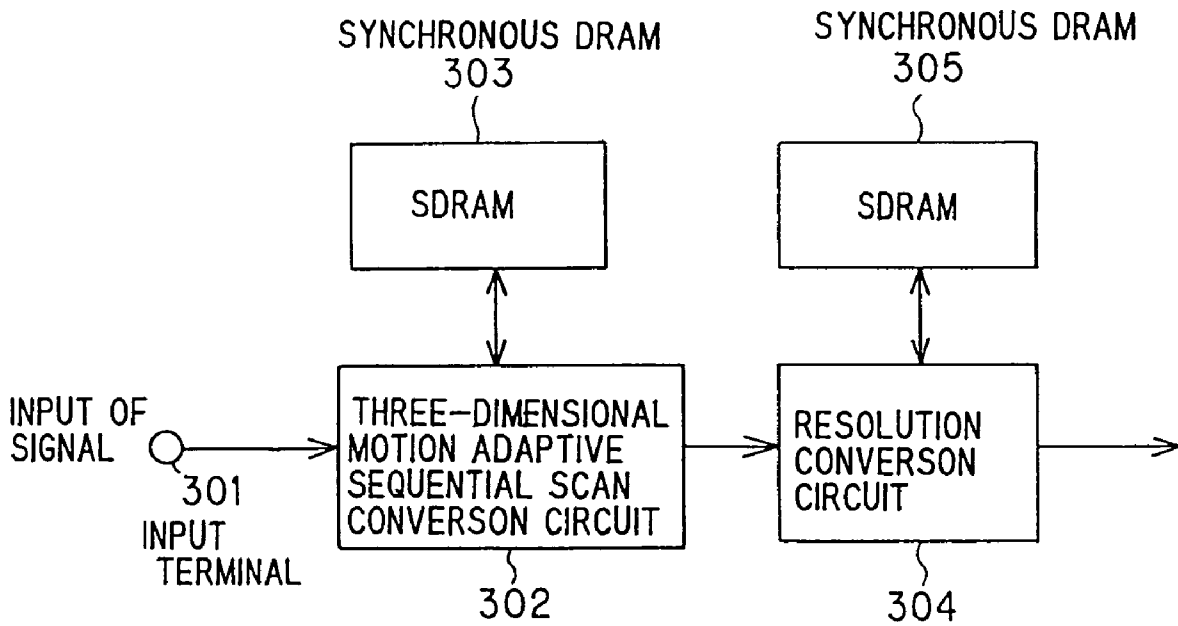 SYNCHRONOUS DRAM
303
SYNCHRONOUS DRAM
305
SDRAM
SDRAM
INPUT OF
SIGNAL
301
INPUT
TERMINAL
THREE-DIMENSIONAL
MOTION ADAPTIVE
SEQUENTIAL SCAN
CONVERSON CIRCUIT
302
RESOLUTION
CONVERSON
CIRCUIT
304